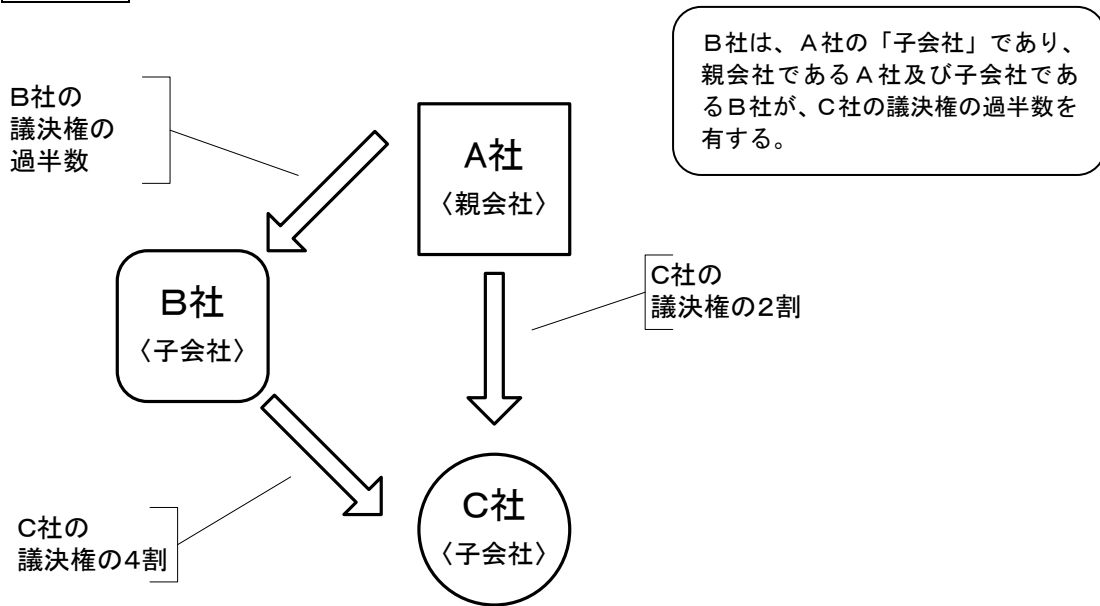 B社は、A社の「子会社」であり、
親会社であるA社及び子会社であ
るB社が、C社の議決権の過半数を
有する。
B社の
議決権の
過半数
A社
〈親会社〉
B社
〈子会社〉
C社の
議決権の2割
C社の
議決権の4割
C社
〈子会社〉